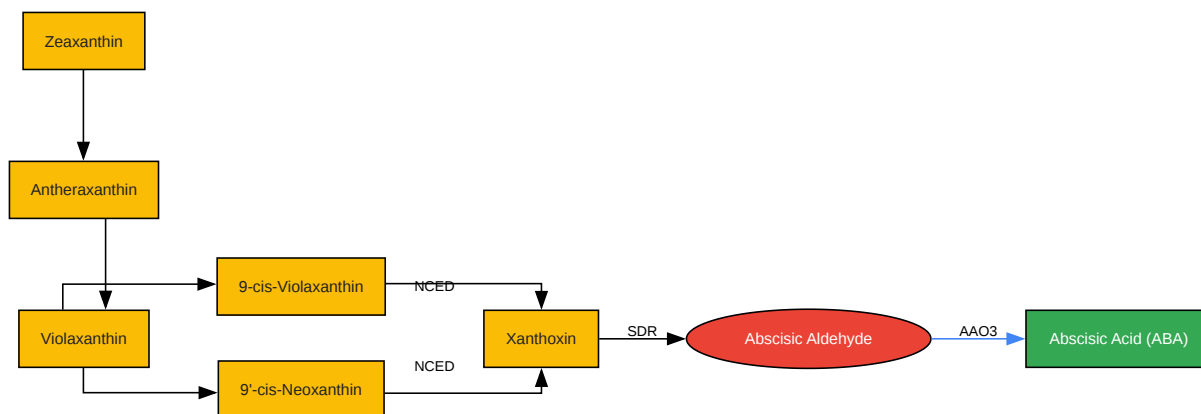 Zeaxanthin
Antheraxanthin
Violaxanthin
9-cis-Violaxanthin
NCED
9'-cis-Neoxanthin
NCED
Xanthoxin
SDR
Abscisic Aldehyde
AAO3
Abscisic Acid (ABA)